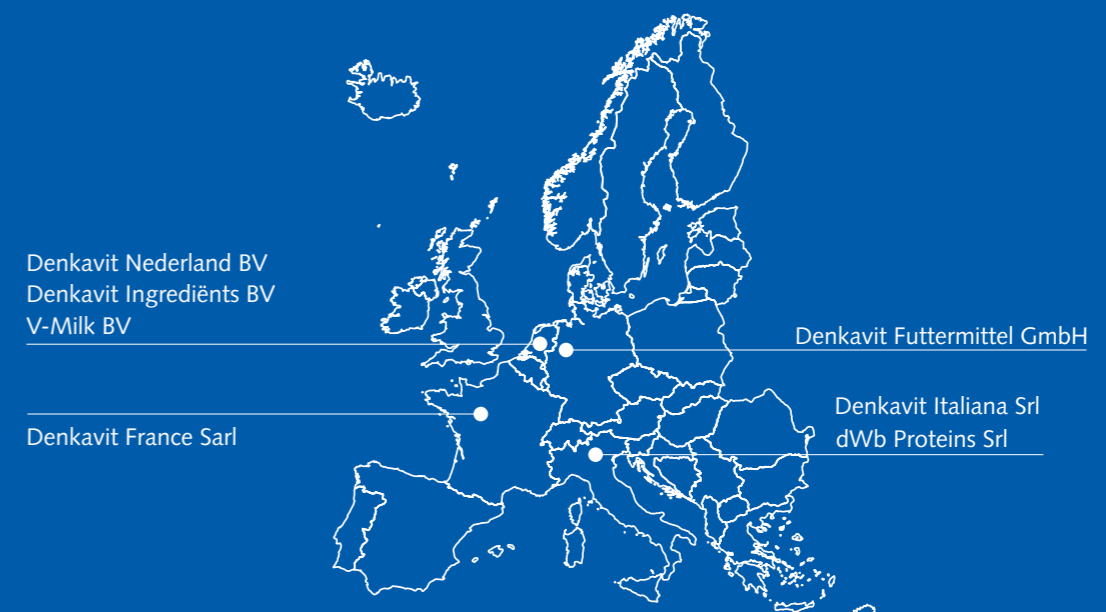 Denkavit Nederland BV
Denkavit Ingrediënts BV
V-Milk BV
Denkavit France Sarl
Denkavit Futtermittel GmbH
Denkavit Italiana Srl
dWb Proteins Srl